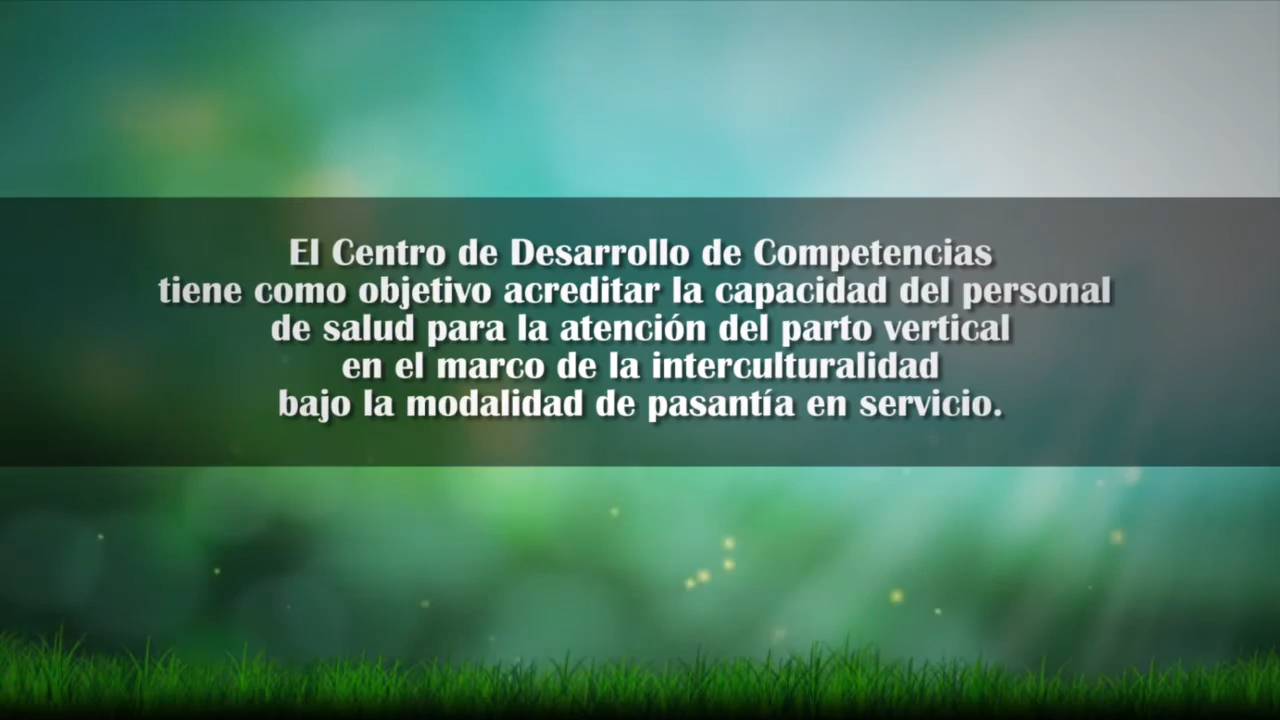 El Centro de Desarrollo de Competencias
tiene como objetivo acreditar la capacidad del personal
de salud para la atención del parto vertical
en el marco de la interculturalidad
bajo la modalidad de pasantía en servicio.